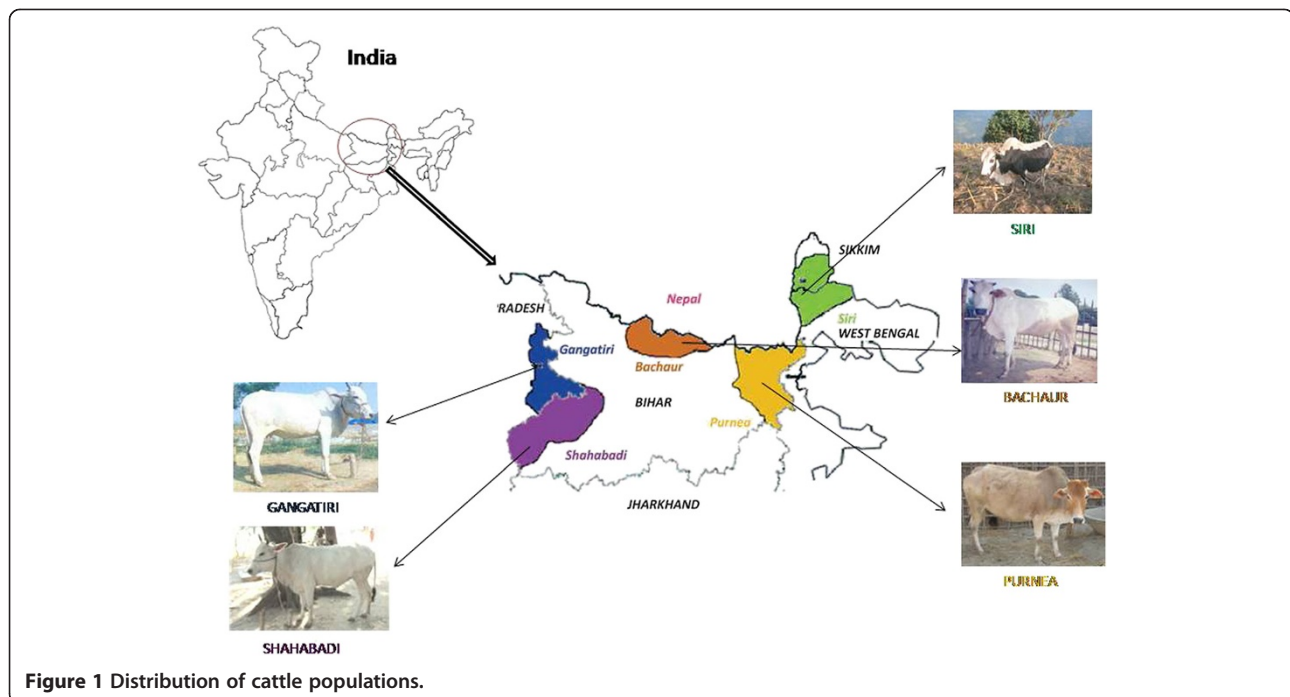 India
SIKKIM
SIRI
Nepal
RADESH
Siri
WEST BENGAL
Gangatiri
Bachaur
BACHAUR
BIHAR
Purnea
Shahabadi
GANGATIRI
JHARKHAND
PURNEA
SHAHABADI
Figure 1 Distribution of cattle populations.